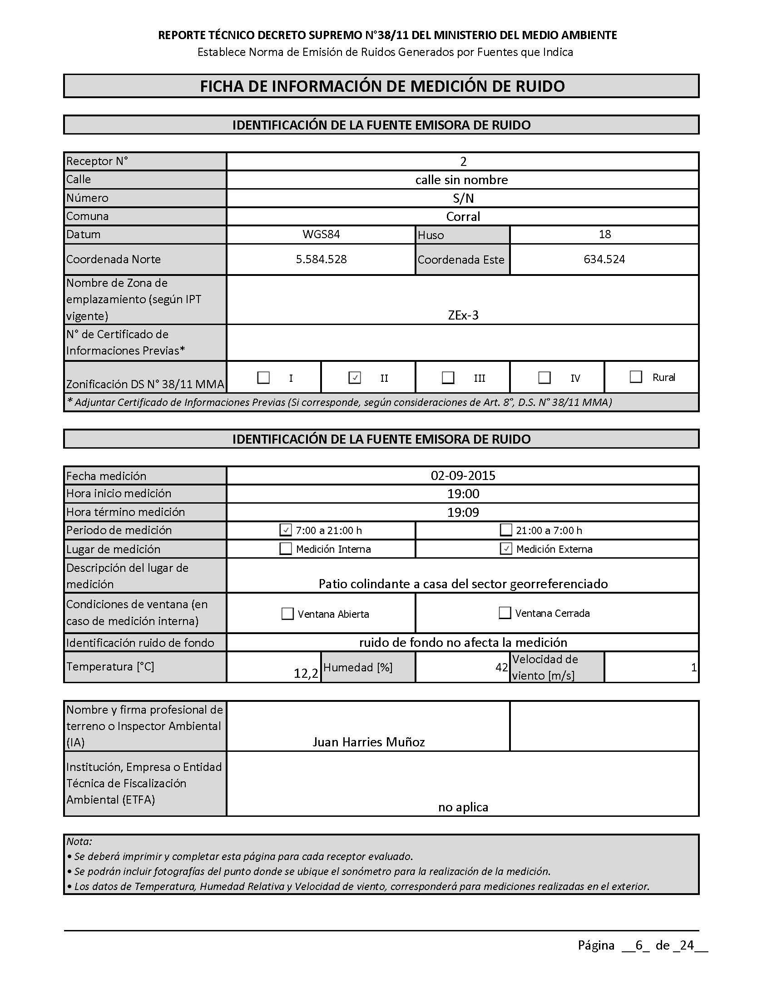 REPORTE TÉCNICO DECRETO SUPREMO N°38/11 DEL MINISTERIO DEL MEDIO AMBIENTE
Establece Norma de Emisión de Ruidos Generados por Fuentes que Indica
FICHA DE INFORMACIÓN DE MEDICIÓN DE RUIDO
IDENTIFICACIÓN DE LA FUENTE EMISORA DE RUIDO
Receptor N° 2
Calle calle sin nombre
Número S/N
Comuna Corral
Datum WGS84 Huso 18
Coordenada Norte 5.584.528 Coordenada Este 634.524
Nombre de Zona de
emplazamiento (según IPT
vigente) ZEx-3
N° de Certificado de
Informaciones Previas*
Zonificación DS N° 38/11 MMA ☐ I ☑ II ☐ III ☐ IV ☐ Rural
* Adjuntar Certificado de Informaciones Previas (Si corresponde, según consideraciones de Art. 8°, D.S. N° 38/11 MMA)
IDENTIFICACIÓN DE LA FUENTE EMISORA DE RUIDO
Fecha medición 02-09-2015
Hora inicio medición 19:00
Hora término medición 19:09
Periodo de medición ☑ 7:00 a 21:00 h ☐ 21:00 a 7:00 h
Lugar de medición ☐ Medición Interna ☑ Medición Externa
Descripción del lugar de
medición Patio colindante a casa del sector georreferenciado
Condiciones de ventana (en
caso de medición interna) ☐ Ventana Abierta ☐ Ventana Cerrada
Identificación ruido de fondo ruido de fondo no afecta la medición
Temperatura [°C] 12,2 Humedad [%] 42 Velocidad de
viento [m/s] 1
Nombre y firma profesional de
terreno o Inspector Ambiental
(IA) Juan Harries Muñoz
Institución, Empresa o Entidad
Técnica de Fiscalización
Ambiental (ETFA) no aplica
Nota:
• Se deberá imprimir y completar esta página para cada receptor evaluado.
• Se podrán incluir fotografías del punto donde se ubique el sonómetro para la realización de la medición.
• Los datos de Temperatura, Humedad Relativa y Velocidad de viento, corresponderá para mediciones realizadas en el exterior.
Página __6_ de _24__